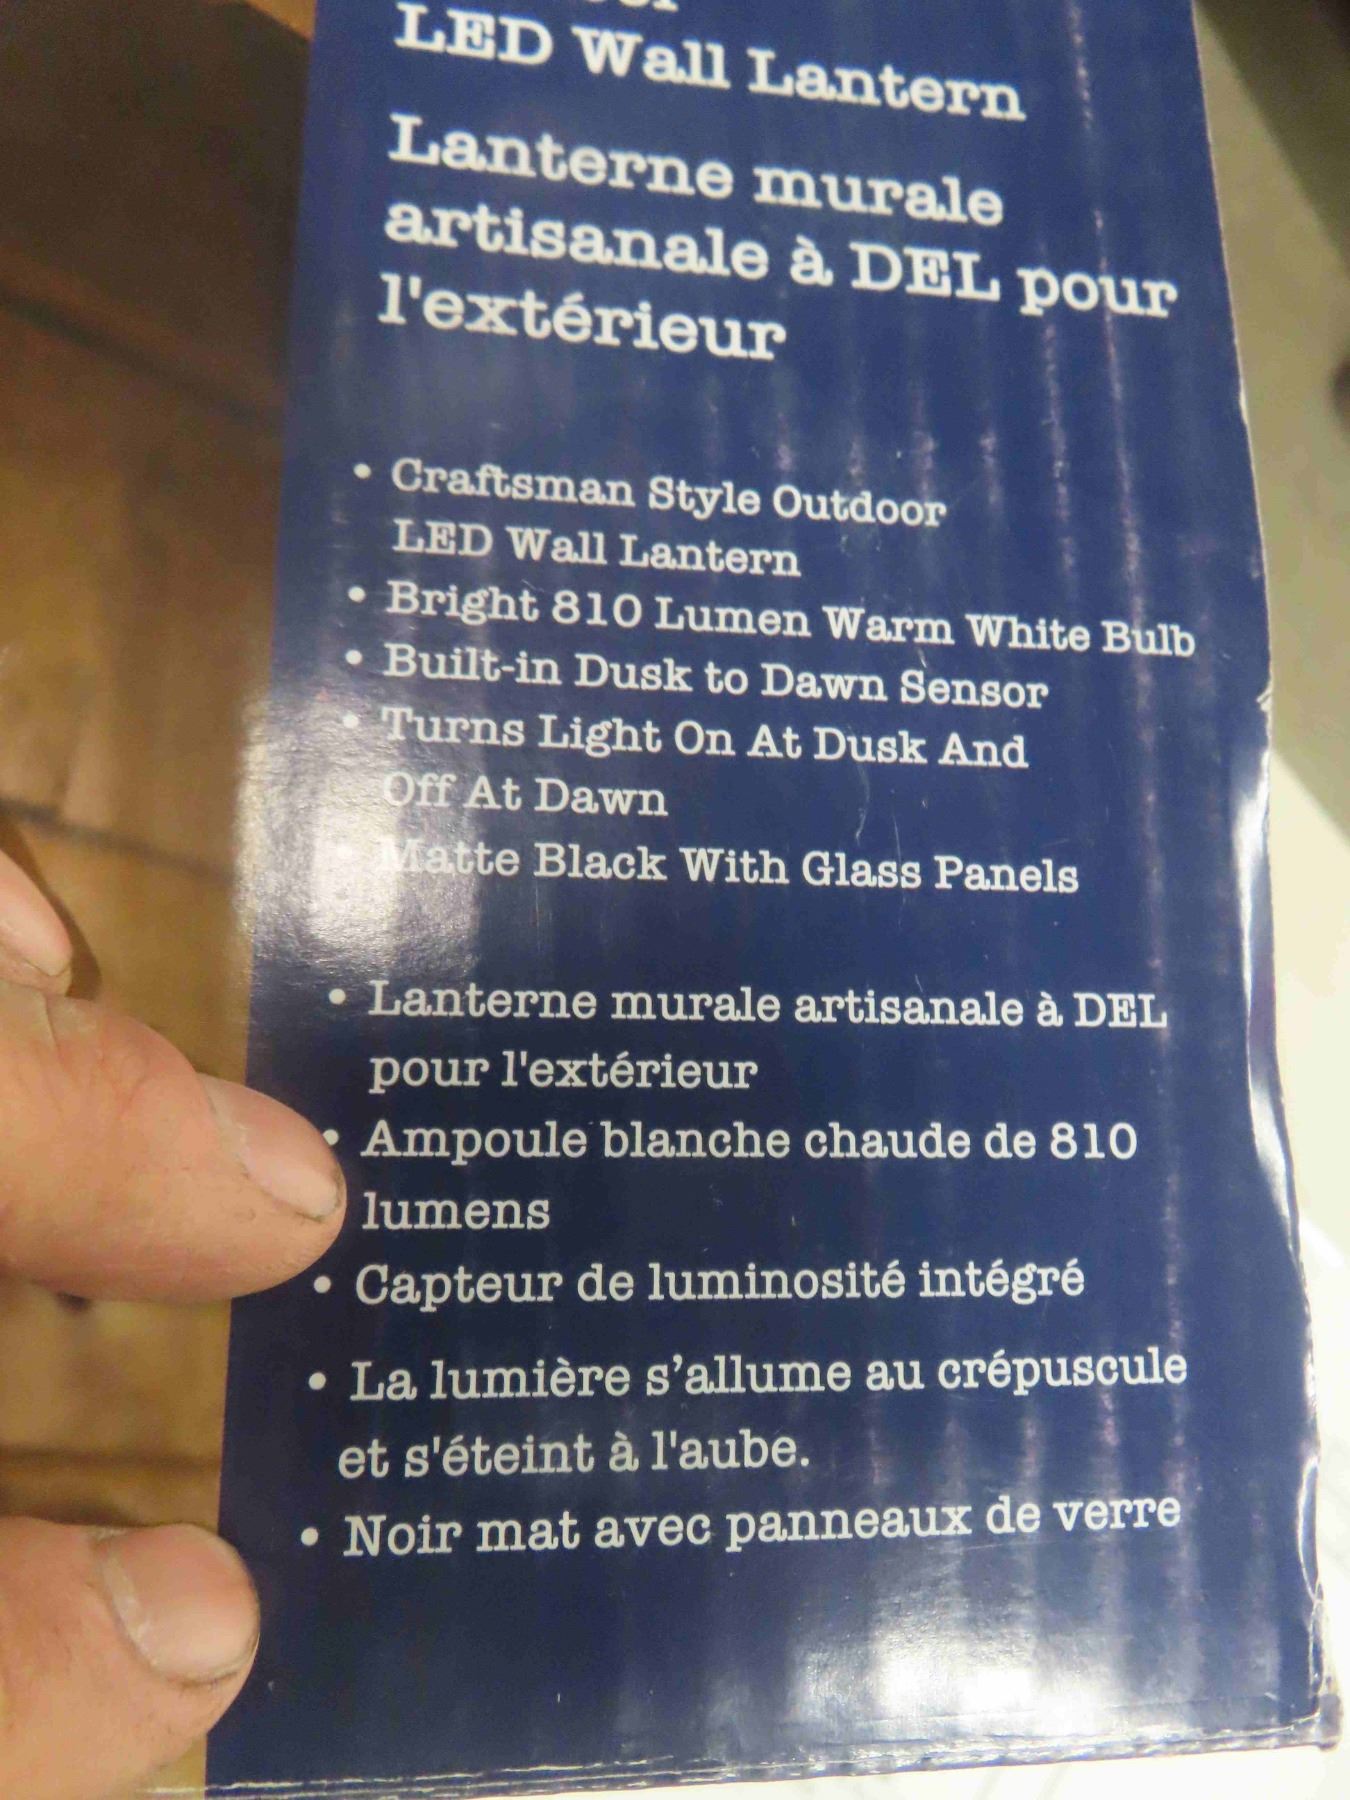 LED Wall Lantern
Lanterne murale
artisanale à DEL pour
l'extérieur
• Craftsman Style Outdoor
LED Wall Lantern
• Bright 810 Lumen Warm White Bulb
• Built-in Dusk to Dawn Sensor
• Turns Light On At Dusk And
Off At Dawn
• Matte Black With Glass Panels
• Lanterne murale artisanale à DEL
pour l'extérieur
• Ampoule blanche chaude de 810
lumens
• Capteur de luminosité intégré
• La lumière s’allume au crépuscule
et s'éteint à l'aube.
• Noir mat avec panneaux de verre